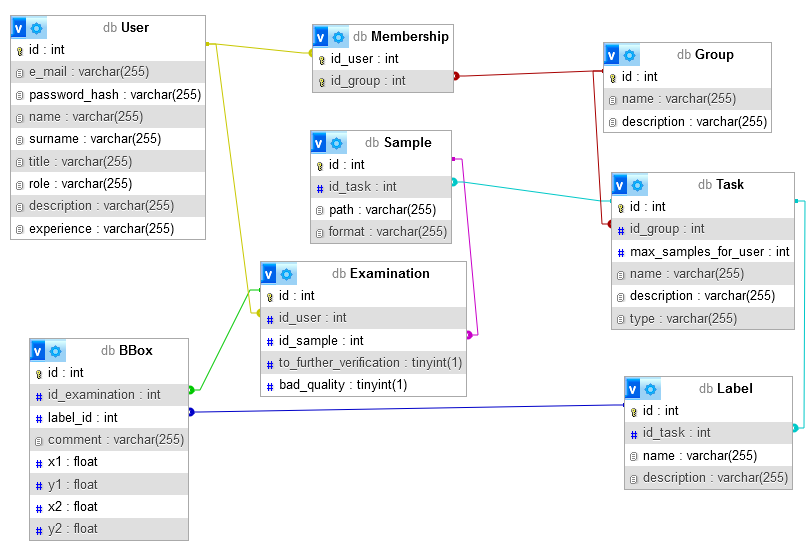 v db User
id : int
e_mail : varchar(255)
password_hash : varchar(255)
name : varchar(255)
surname : varchar(255)
title : varchar(255)
role : varchar(255)
description : varchar(255)
experience : varchar(255)
v db Membership
id_user : int
id_group : int
v db Group
id : int
name : varchar(255)
description : varchar(255)
v db Sample
id : int
# id_task : int
path : varchar(255)
format : varchar(255)
v db Task
id : int
# id_group : int
# max_samples_for_user : int
name : varchar(255)
description : varchar(255)
type : varchar(255)
v db Examination
id : int
# id_user : int
# id_sample : int
# to_further_verification : tinyint(1)
# bad_quality : tinyint(1)
v db BBox
id : int
# id_examination : int
# label_id : int
comment : varchar(255)
# x1 : float
# y1 : float
# x2 : float
# y2 : float
v db Label
id : int
# id_task : int
name : varchar(255)
description : varchar(255)